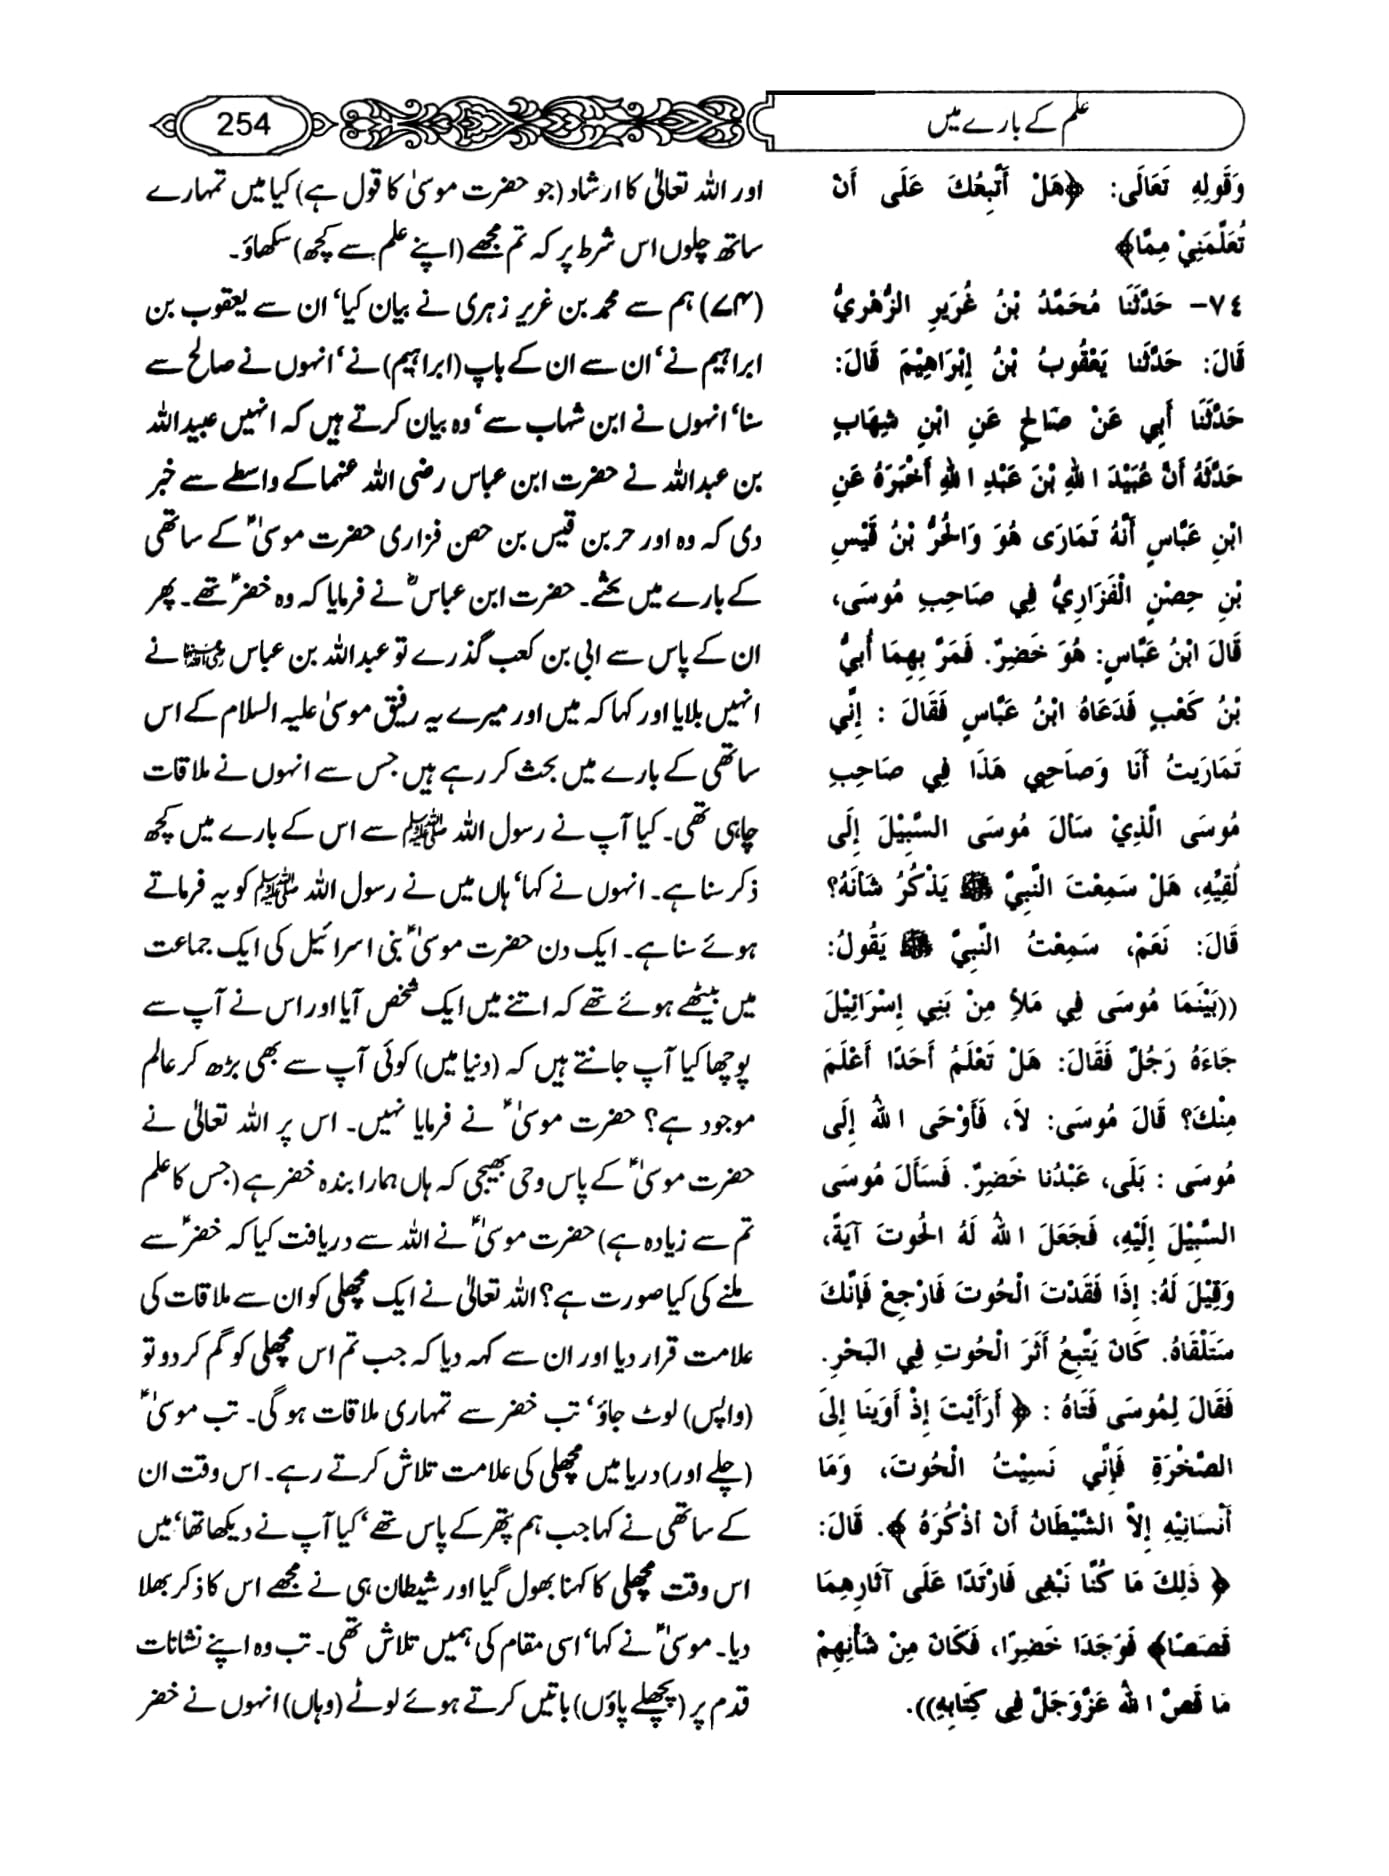 علم کے بارے میں
254
وَقَولِهِ تَعَالَى: ﴿هَلْ أَتَّبِعُكَ عَلَى أَنْ
تُعَلِّمَنِيْ مِمَّا﴾
٧٤- حَدَّثَنَا مُحَمَّدُ بْنُ غُرَيرٍ الزُّهْرِيُّ
قَالَ: حَدَّثَنا يَعْقُوبُ بْنُ إِبْرَاهِيْمَ قَالَ:
حَدَّثَنَا أَبِي عَنْ صَالِحٍ عَنِ ابْنِ شِهَابٍ
حَدَّثَهُ أَنَّ عُبَيْدَ ا للهِ بْنَ عَبْدِ ا للهِ أَخْبَرَهُ عَنِ
ابْنِ عَبَّاسٍ أَنَّهُ تَمَارَى هُوَ وَالْحُرُّ بْنُ قَيْسِ
بْنِ حِصْنٍ الْفَزَارِيُّ فِي صَاحِبِ مُوسَى،
قَالَ ابْنُ عَبَّاسٍ: هُوَ خَضِرٌ. فَمَرَّ بِهِمَا أُبَيُّ
بْنُ كَعْبٍ فَدَعَاهُ ابْنُ عَبَّاسٍ فَقَالَ : إِنِّي
تَمَارَيتُ أَنَا وَصَاحِبِي هَذَا فِي صَاحِبِ
مُوسَى الَّذِيْ سَأَلَ مُوسَى السَّبِيْلَ إِلَى
لُقِيِّهِ، هَلْ سَمِعْتَ النَّبِيَّ ﷺ يَذْكُرُ شَأنَهُ؟
قَالَ: نَعَمْ، سَمِعْتُ النَّبِيَّ ﷺ يَقُولُ:
((بَيْنَمَا مُوسَى فِي مَلأٍ مِنْ بَنِي إِسْرَائِيْلَ
جَاءَهُ رَجُلٌ فَقَالَ: هَلْ تَعْلَمُ أَحَدًا أَعْلَمَ
مِنْكَ؟ قَالَ مُوسَى: لاَ، فَأَوْحَى ا للهُ إِلَى
مُوسَى : بَلَى، عَبْدُنا خَضِرٌ. فَسَأَلَ مُوسَى
السَّبِيْلَ إِلَيْهِ، فَجَعَلَ ا للهُ لَهُ الحُوتَ آيَةً،
وَقِيْلَ لَهُ: إِذَا فَقَدْتَ الْحُوتَ فَارْجِعْ فَإِنَّكَ
سَتَلْقَاهُ. كَانَ يَتَّبِعُ أَثَرَ الْحُوتِ فِي البَحْرِ.
فَقَالَ لِمُوسَى فَتَاهُ : ﴿ أَرَأَيْتَ إِذْ أَوَينَا إِلىَ
الصَّخْرَةِ فَإِنِّي نَسِيْتُ الْحُوتَ، وَمَا
أَنْسَانِيْهِ إِلاَّ الشَّيْطَانُ أَنْ أَذْكُرَهُ ﴾. قَالَ:
﴿ ذَلِكَ مَا كُنَّا نَبْغِى فَارْتَدَّا عَلَى آثَارِهِمَا
قَصَصًا﴾ فَوَجَدَا خَضِرًا، فَكَانَ مِنْ شَأْنِهِمْ
مَا قَصَّ ا للهُ عَزَّوَجَلَّ فِى كِتَابِهِ)).
اور اللہ تعالیٰ کا ارشاد (جو حضرت موسیٰ کا قول ہے) کیا میں تمہارے
ساتھ چلوں اس شرط پر کہ تم مجھے (اپنے علم سے کچھ) سکھاؤ۔
(۷۴) ہم سے محمد بن غریر زہری نے بیان کیا‘ ان سے یعقوب بن
ابراہیم نے ‘ ان سے ان کے باپ (ابراہیم) نے ‘ انہوں نے صالح سے
سنا‘ انہوں نے ابن شہاب سے ‘ وہ بیان کرتے ہیں کہ انہیں عبید اللہ
بن عبداللہ نے حضرت ابن عباس رضی اللہ عنہما کے واسطے سے خبر
دی کہ وہ اور حر بن قیس بن حصن فزاری حضرت موسیٰؑ کے ساتھی
کے بارے میں بحثے۔ حضرت ابن عباسؓ نے فرمایا کہ وہ خضرؑ تھے۔ پھر
ان کے پاس سے ابی بن کعب گذرے تو عبداللہ بن عباس رضی اللہ عنہما نے
انہیں بلایا اور کہا کہ میں اور میرے یہ رفیق موسیٰ علیہ السلام کے اس
ساتھی کے بارے میں بحث کر رہے ہیں جس سے انہوں نے ملاقات
چاہی تھی۔ کیا آپ نے رسول اللہ ﷺ سے اس کے بارے میں کچھ
ذکر سنا ہے۔ انہوں نے کہا‘ ہاں میں نے رسول اللہ ﷺ کو یہ فرماتے
ہوئے سنا ہے۔ ایک دن حضرت موسیٰؑ بنی اسرائیل کی ایک جماعت
میں بیٹھے ہوئے تھے کہ اتنے میں ایک شخص آیا اور اس نے آپ سے
پوچھا کیا آپ جانتے ہیں کہ (دنیا میں) کوئی آپ سے بھی بڑھ کر عالم
موجود ہے؟ حضرت موسیٰؑ نے فرمایا نہیں۔ اس پر اللہ تعالیٰ نے
حضرت موسیٰؑ کے پاس وحی بھیجی کہ ہاں ہمارا بندہ خضر ہے (جس کا علم
تم سے زیادہ ہے) حضرت موسیٰؑ نے اللہ سے دریافت کیا کہ خضرؑ سے
ملنے کی کیا صورت ہے؟ اللہ تعالیٰ نے ایک مچھلی کو ان سے ملاقات کی
علامت قرار دیا اور ان سے کہہ دیا کہ جب تم اس مچھلی کو گم کر دو تو
(واپس) لوٹ جاؤ‘ تب خضر سے تمہاری ملاقات ہو گی۔ تب موسیٰؑ
(چلے اور) دریا میں مچھلی کی علامت تلاش کرتے رہے۔ اس وقت ان
کے ساتھی نے کہا جب ہم پتھر کے پاس تھے‘ کیا آپ نے دیکھا تھا‘ میں
اس وقت مچھلی کا کہنا بھول گیا اور شیطان ہی نے مجھے اس کا ذکر بھلا
دیا۔ موسیٰؑ نے کہا‘ اسی مقام کی ہمیں تلاش تھی۔ تب وہ اپنے نشانات
قدم پر (پچھلے پاؤں) باتیں کرتے ہوئے لوٹے (وہاں) انہوں نے خضر